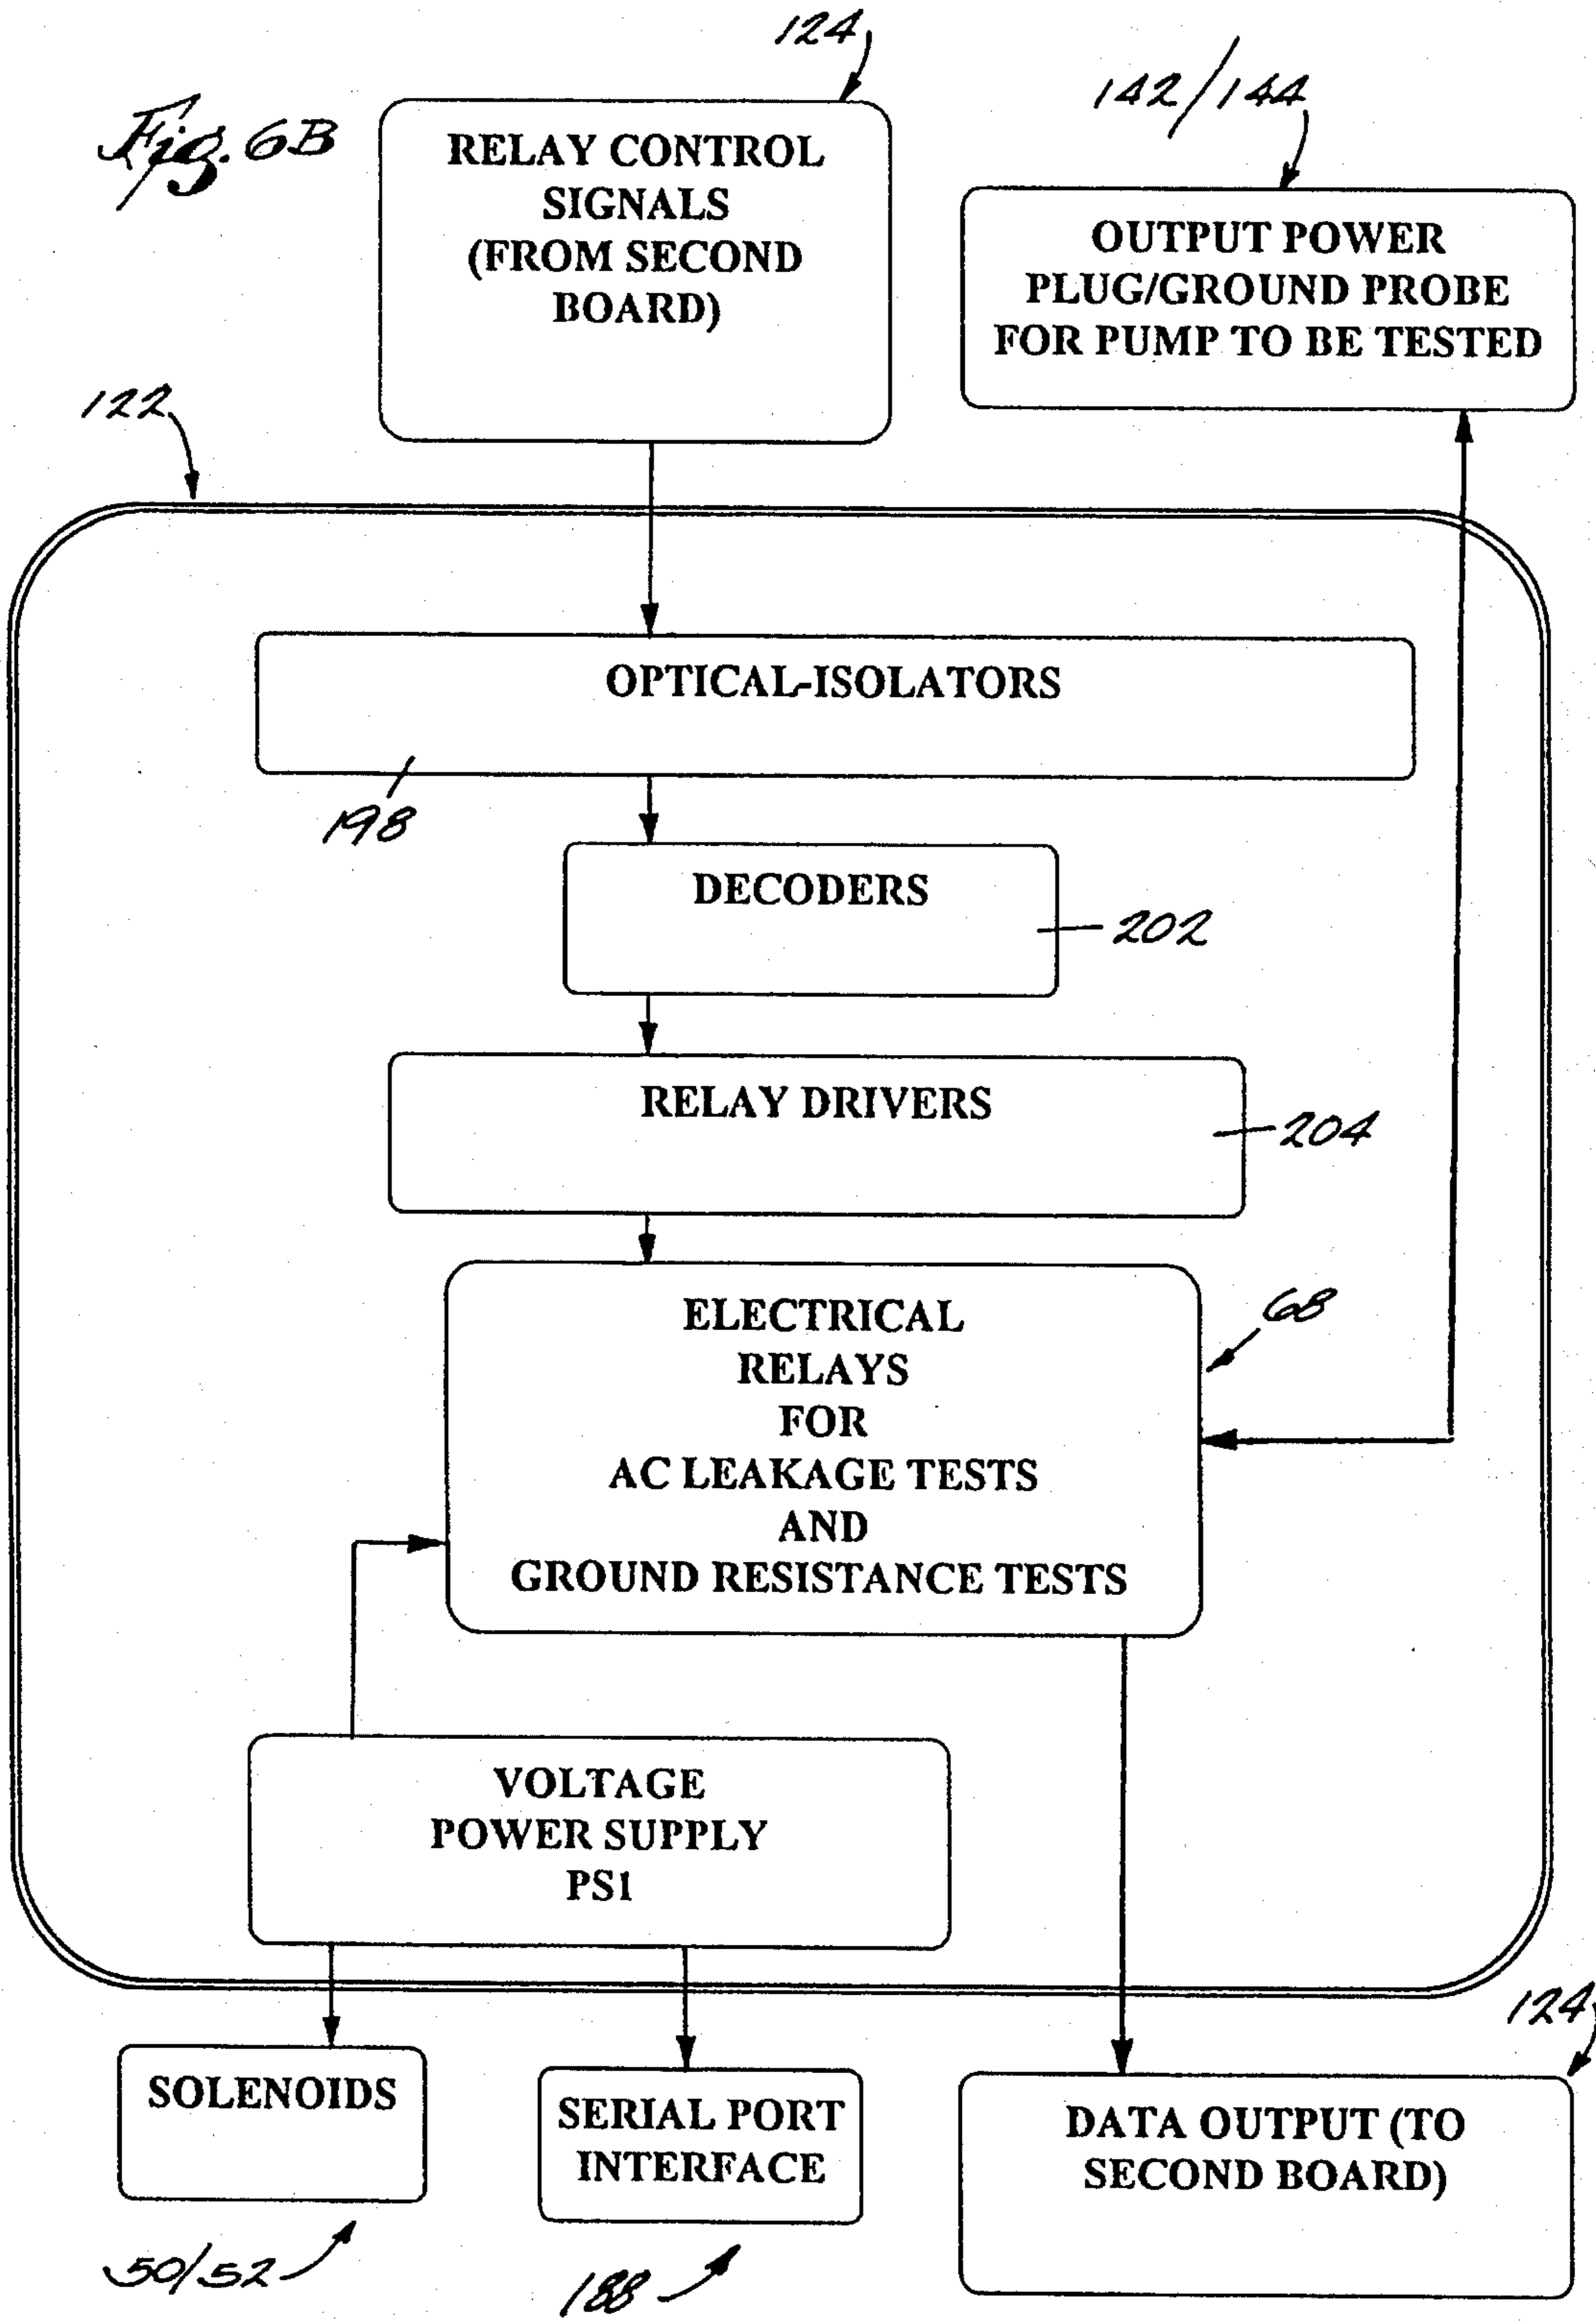 124
Fig. 6B
142/144
RELAY CONTROL
SIGNALS
(FROM SECOND
BOARD)
OUTPUT POWER
PLUG/GROUND PROBE
FOR PUMP TO BE TESTED
122
OPTICAL-ISOLATORS
198
DECODERS
202
RELAY DRIVERS
204
ELECTRICAL
RELAYS
FOR
AC LEAKAGE TESTS
AND
GROUND RESISTANCE TESTS
68
VOLTAGE
POWER SUPPLY
PS1
124
SOLENOIDS
SERIAL PORT
INTERFACE
DATA OUTPUT (TO
SECOND BOARD)
50/52
188